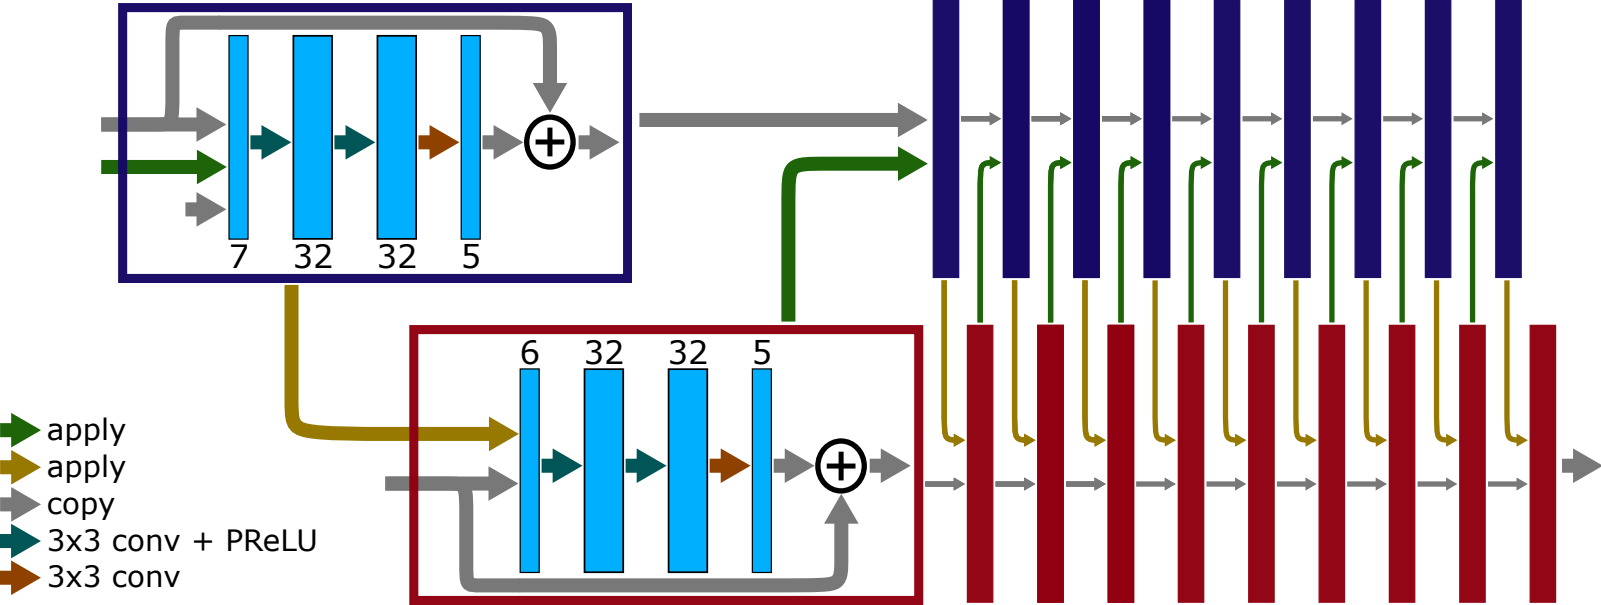 7 32 32 5
6 32 32 5
apply
apply
copy
3x3 conv + PReLU
3x3 conv